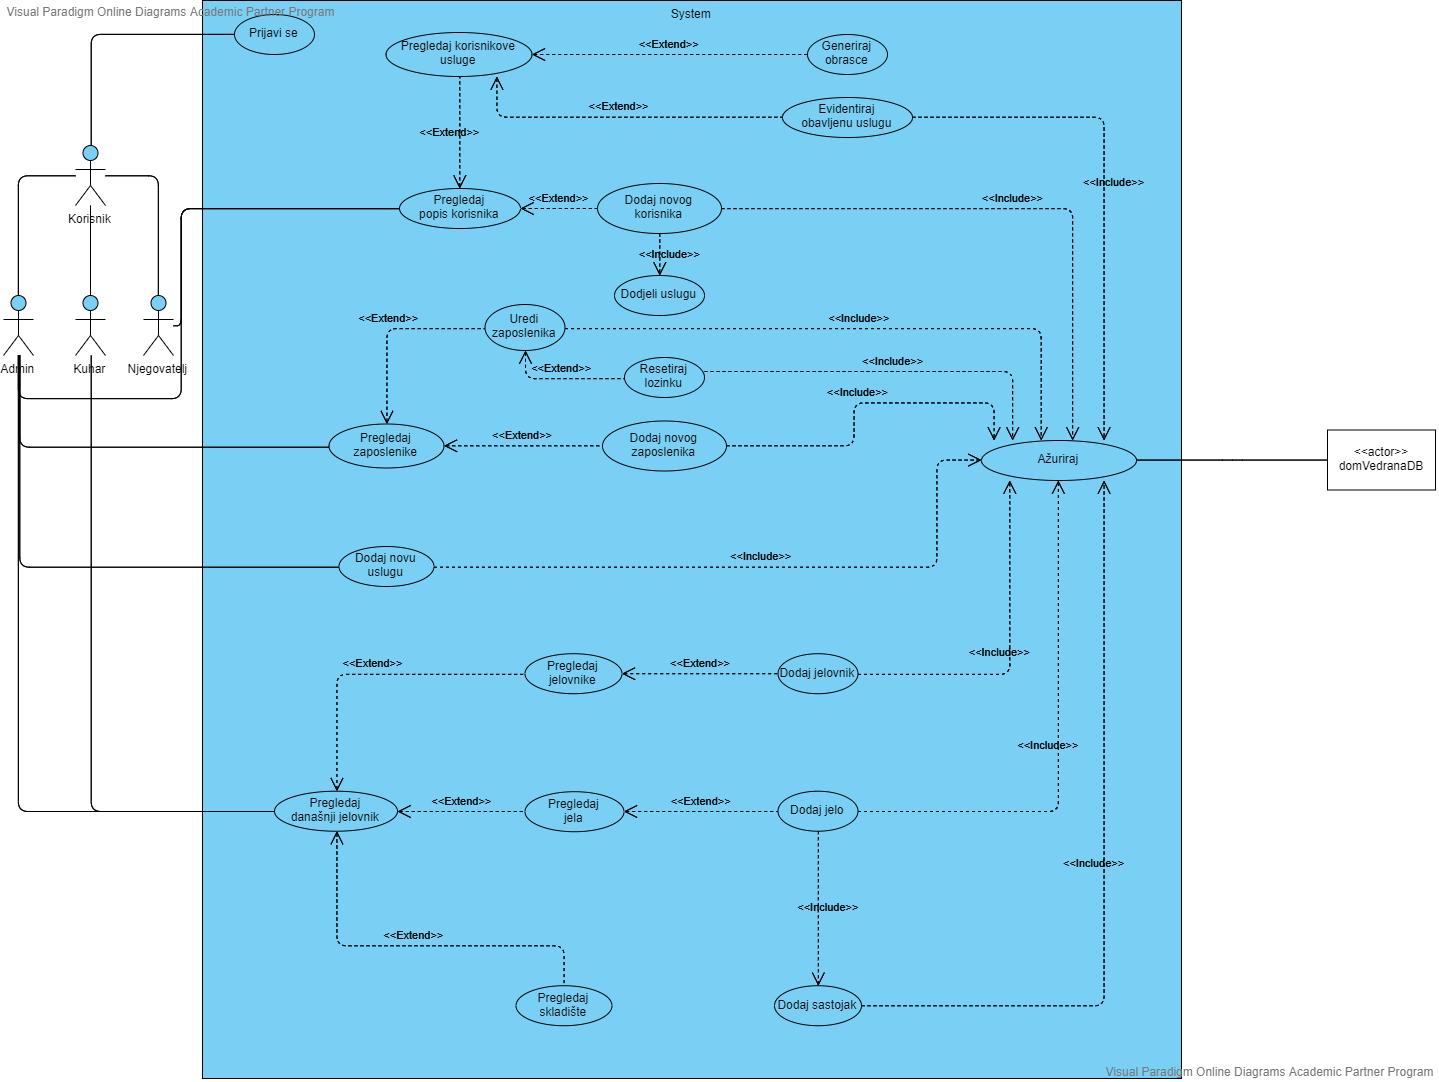 Visual Paradigm Online Diagrams Academic Partner Program
System
Prijavi se
Pregledaj korisnikove
usluge
<<Extend>>
Generiraj
obrasce
<<Extend>>
Evidentiraj
obavljenu uslugu
<<Extend>>
<<Include>>
Korisnik
Pregledaj
popis korisnika
<<Extend>>
Dodaj novog
korisnika
<<Include>>
<<Include>>
Dodjeli uslugu
<<Extend>>
Uredi
zaposlenika
<<Include>>
Admin
Kuhar
Njegovatelj
<<Extend>>
Resetiraj
lozinku
<<Include>>
<<Include>>
Pregledaj
zaposlenike
<<Extend>>
Dodaj novog
zaposlenika
Ažuriraj
<<actor>>
domVedranaDB
Dodaj novu
uslugu
<<Include>>
<<Extend>>
Pregledaj
jelovnike
<<Extend>>
Dodaj jelovnik
<<Include>>
<<Include>>
Pregledaj
današnji jelovnik
<<Extend>>
Pregledaj
jela
<<Extend>>
Dodaj jelo
<<Include>>
<<Include>>
<<Extend>>
Pregledaj
skladište
Dodaj sastojak
Visual Paradigm Online Diagrams Academic Partner Program